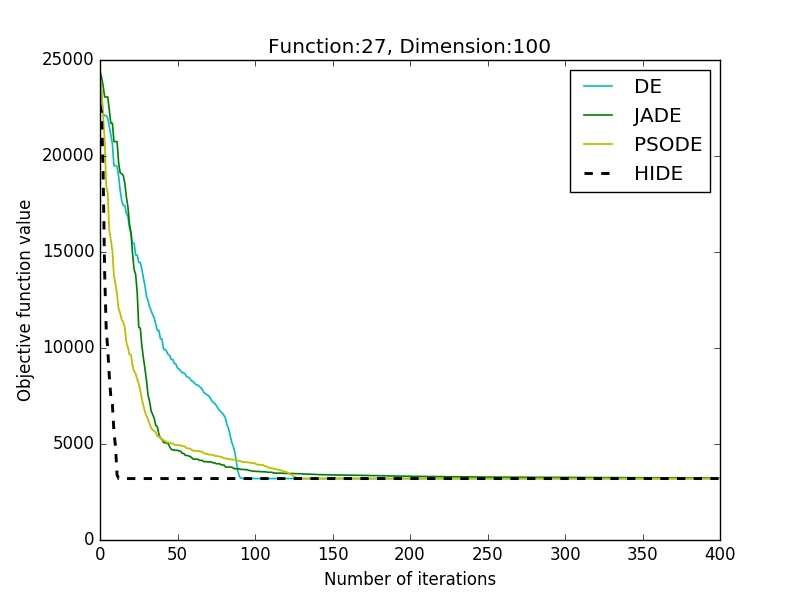 Function:27, Dimension:100
Objective function value
25000
20000
15000
10000
5000
0
0 50 100 150 200 250 300 350 400
Number of iterations
DE
JADE
PSODE
HIDE